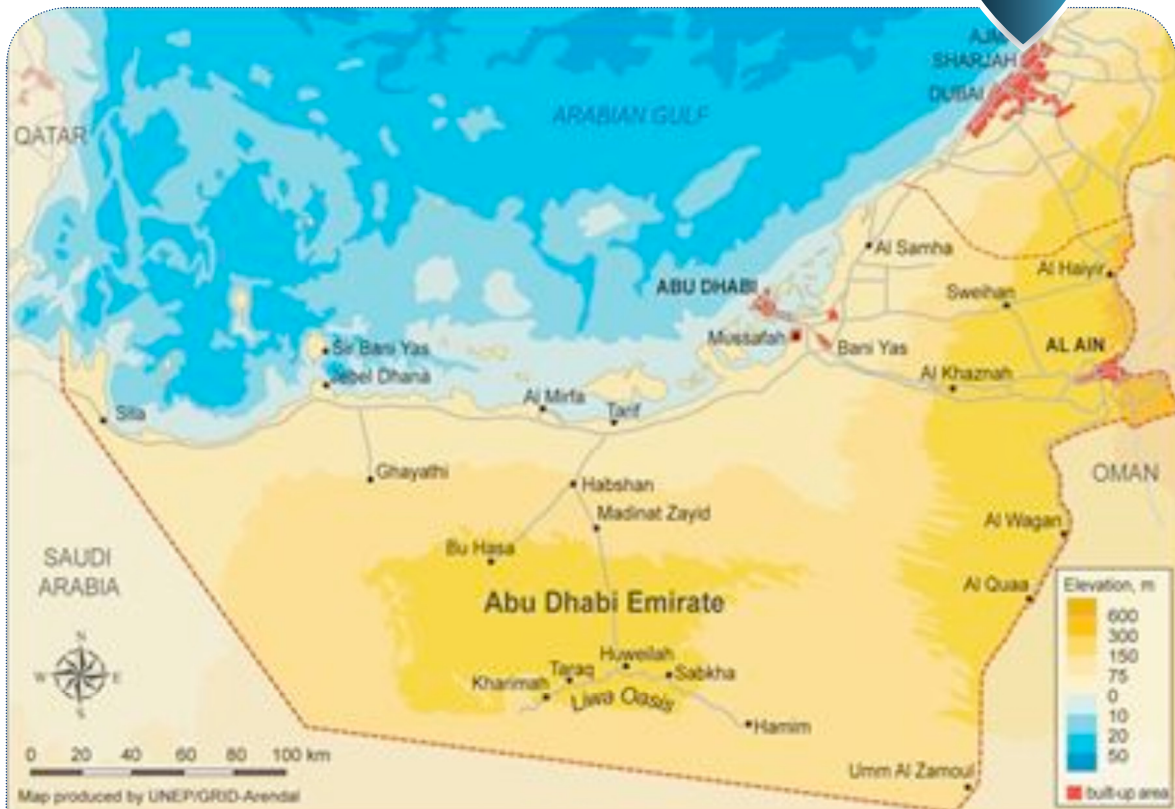 AJM
SHARJAH
DUBAI
ARABIAN GULF
QATAR
Al Samha
ABU DHABI
Al Haiyir
Sweihan
Mussafah
Bani Yas
AL AIN
Sir Bani Yas
Jebel Dhana
Al Khaznah
Al Mirfa
Tarif
Sila
Ghayathi
Habshan
OMAN
Madinat Zayid
Al Wagan
Bu Hasa
SAUDI
ARABIA
Al Quaa
Elevation, m
600
300
150
75
0
10
20
50
built-up area
Abu Dhabi Emirate
N
W E
S
Huweilah
Taraq
Sabkha
Kharimah
Liwa Oasis
Hamim
0 20 40 60 80 100 km
Umm Al Zamoul
Map produced by UNEP/GRID-Arendal